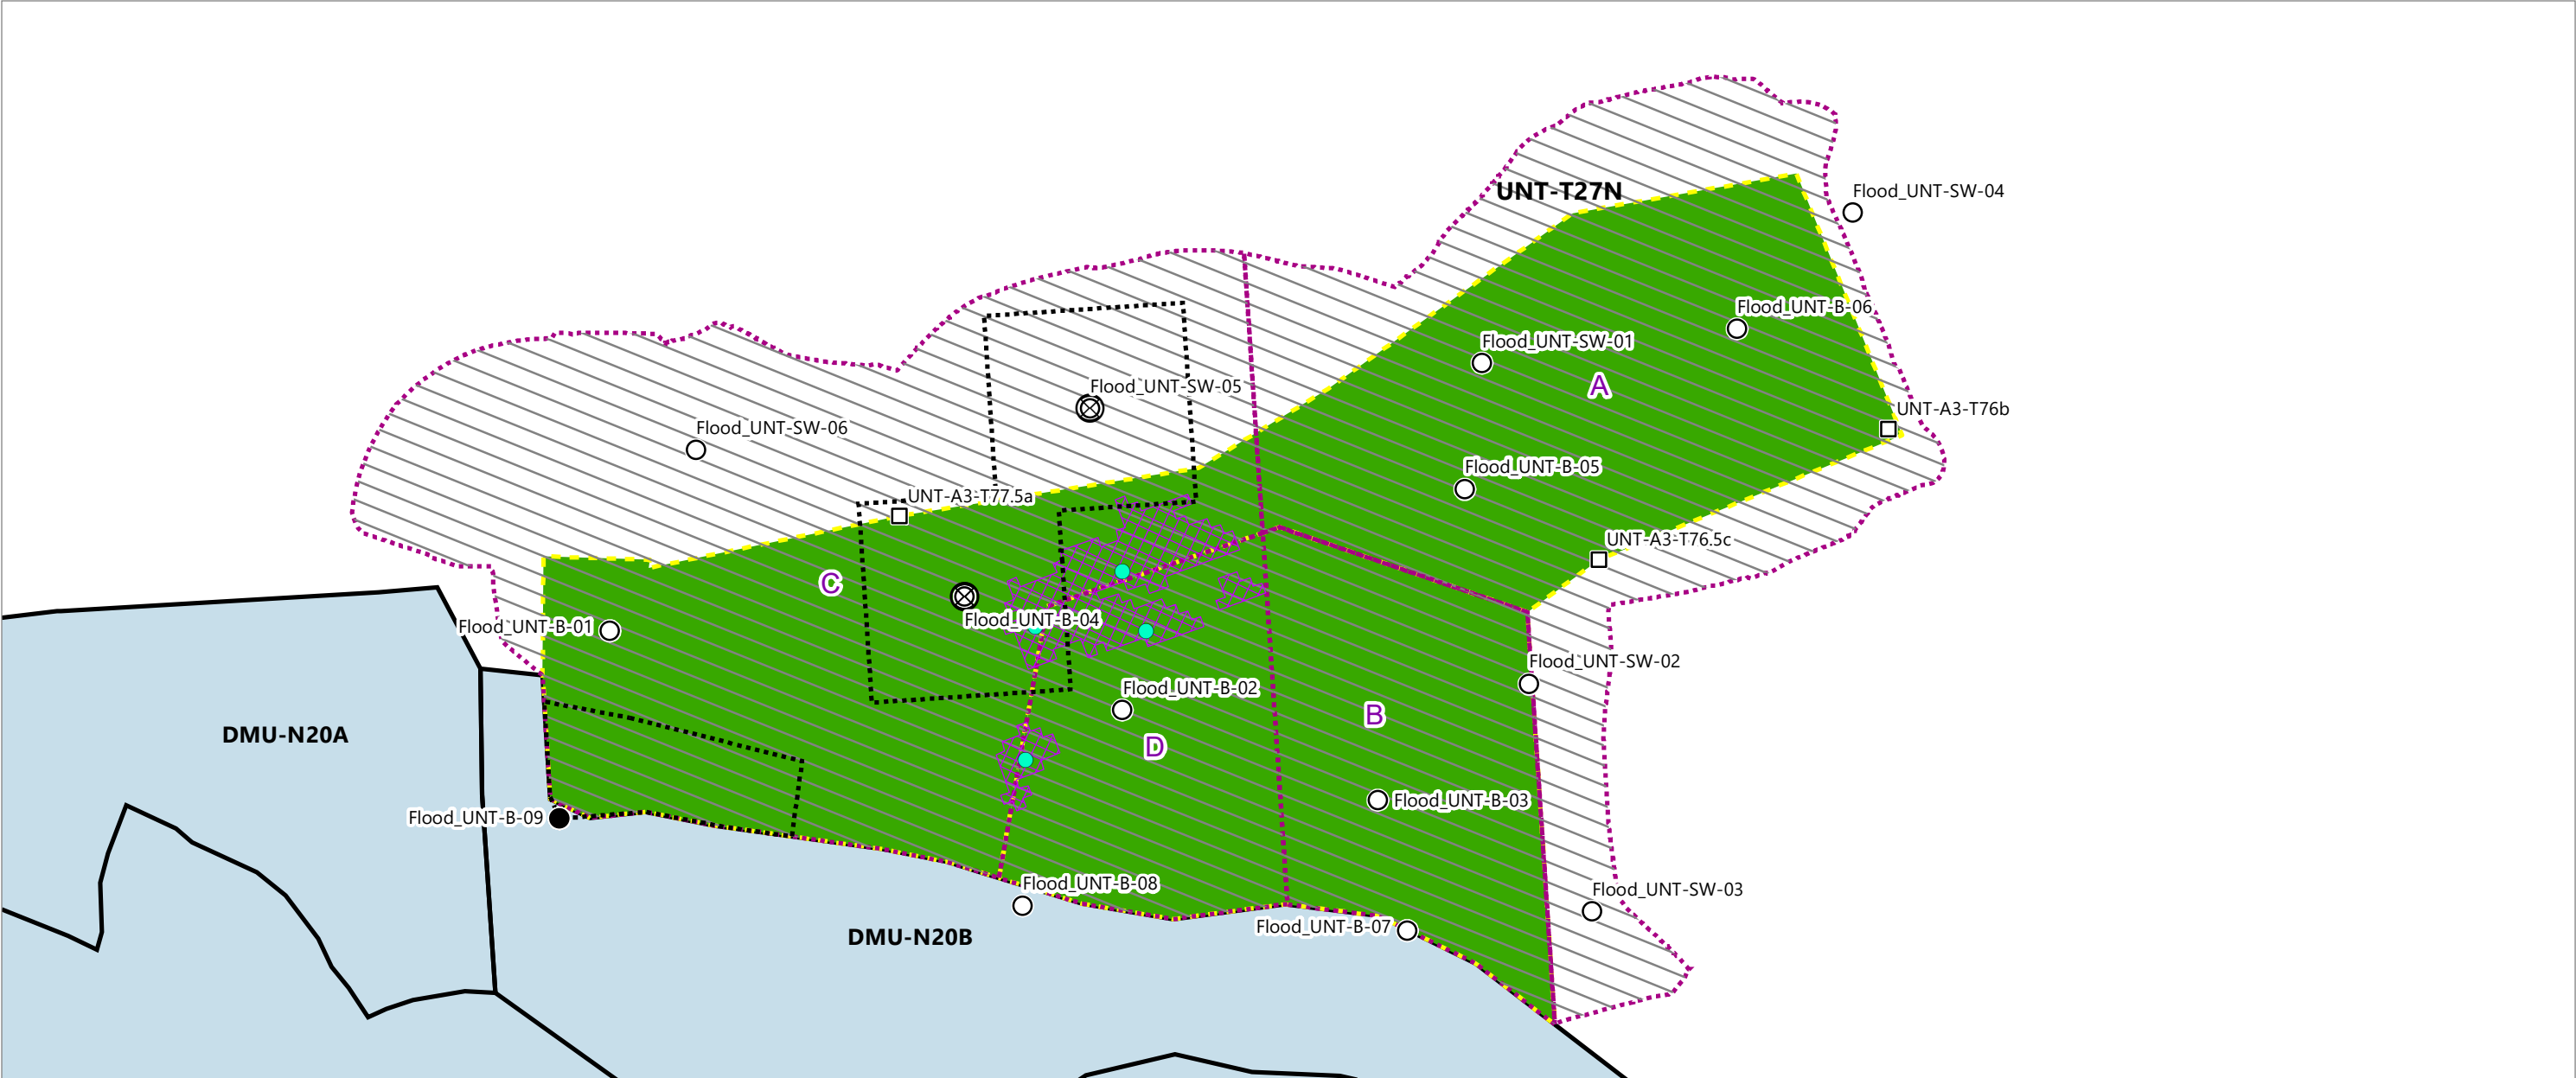 UNT-T27N
Flood_UNT-SW-04
Flood_UNT-B-06
Flood_UNT-SW-01
A
Flood_UNT-SW-05
UNT-A3-T76b
Flood_UNT-SW-06
Flood_UNT-B-05
UNT-A3-T77.5a
UNT-A3-T76.5c
C
Flood_UNT-B-04
Flood_UNT-B-01
Flood_UNT-SW-02
Flood_UNT-B-02
B
DMU-N20A
D
Flood_UNT-B-03
Flood_UNT-B-09
Flood_UNT-B-08
Flood_UNT-SW-03
Flood_UNT-B-07
DMU-N20B